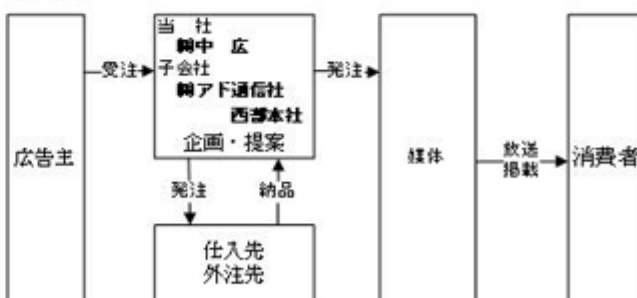 広告主
受注
当　社
㈱中　広
子会社
㈱アド通信社
西部本社
企画・提案
発注
納品
仕入先
外注先
発注
媒体
放送
掲載
消費者